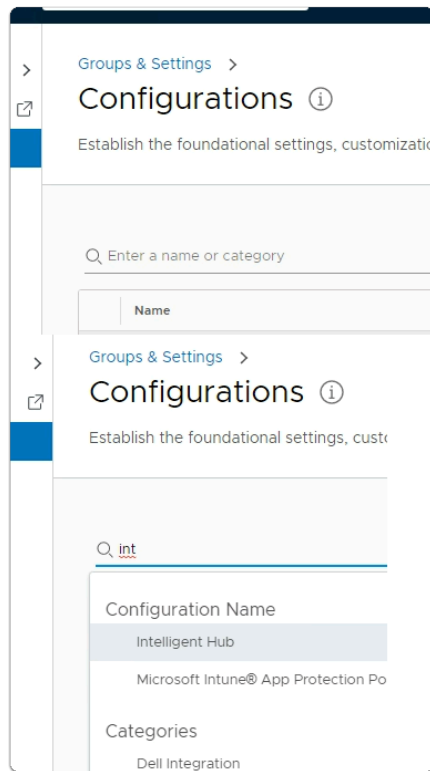 Groups & Settings >
Configurations
Establish the foundational settings, customizatio
Enter a name or category
Name
Groups & Settings >
Configurations
Establish the foundational settings, custo
int
Configuration Name
Intelligent Hub
Microsoft Intune® App Protection Po
Categories
Dell Integration